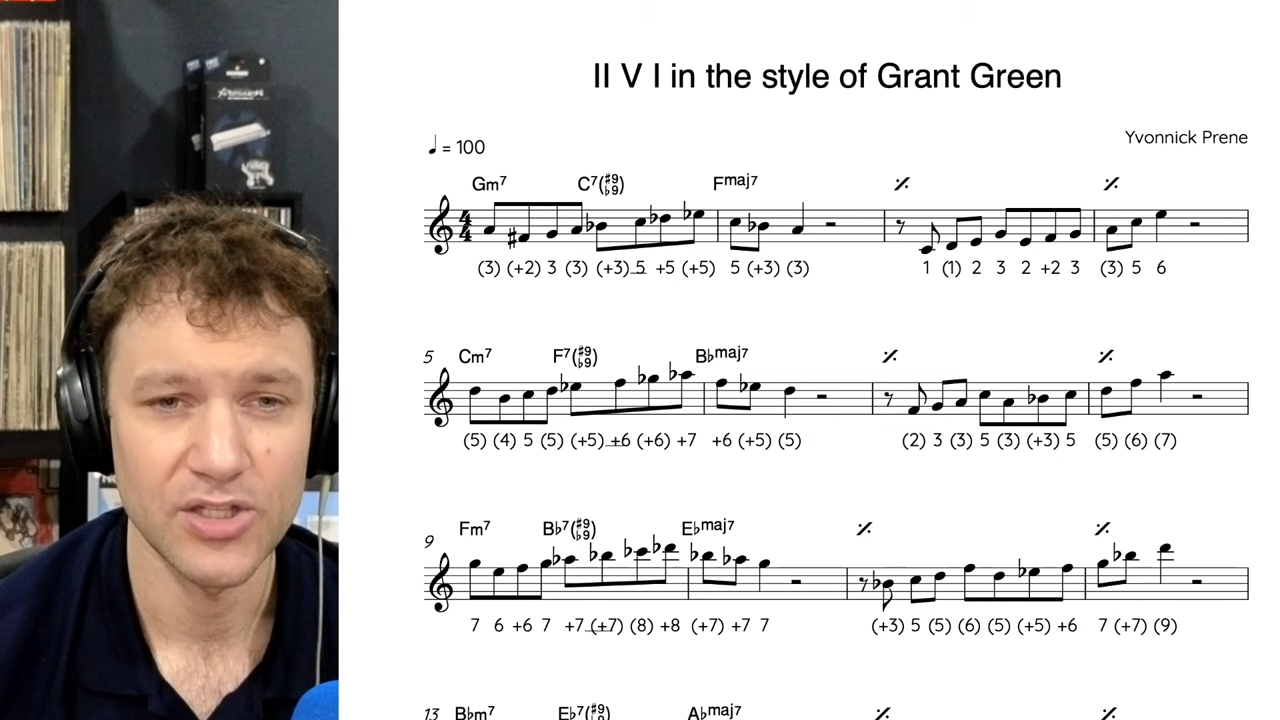 II V I in the style of Grant Green
Yvonnick Prene
♩ = 100
Gm7 C7(♯9 ♭9) Fmaj7
4/4
(3) (+2) 3 (3) (+3) 5 +5 (+5) 5 (+3) (3) 1 (1) 2 3 2 +2 3 (3) 5 6
5 Cm7 F7(♯9 ♭9) B♭maj7
(5) (4) 5 (5) (+5) +6 (+6) +7 +6 (+5) (5) (2) 3 (3) 5 (3) (+3) 5 (5) (6) (7)
9 Fm7 B♭7(♯9 ♭9) E♭maj7
7 6 +6 7 +7 (+7) (8) +8 (+7) +7 7 (+3) 5 (5) (6) (5) (+5) +6 7 (+7) (9)
13 B♭m7 E♭7(♯9 A♭maj7